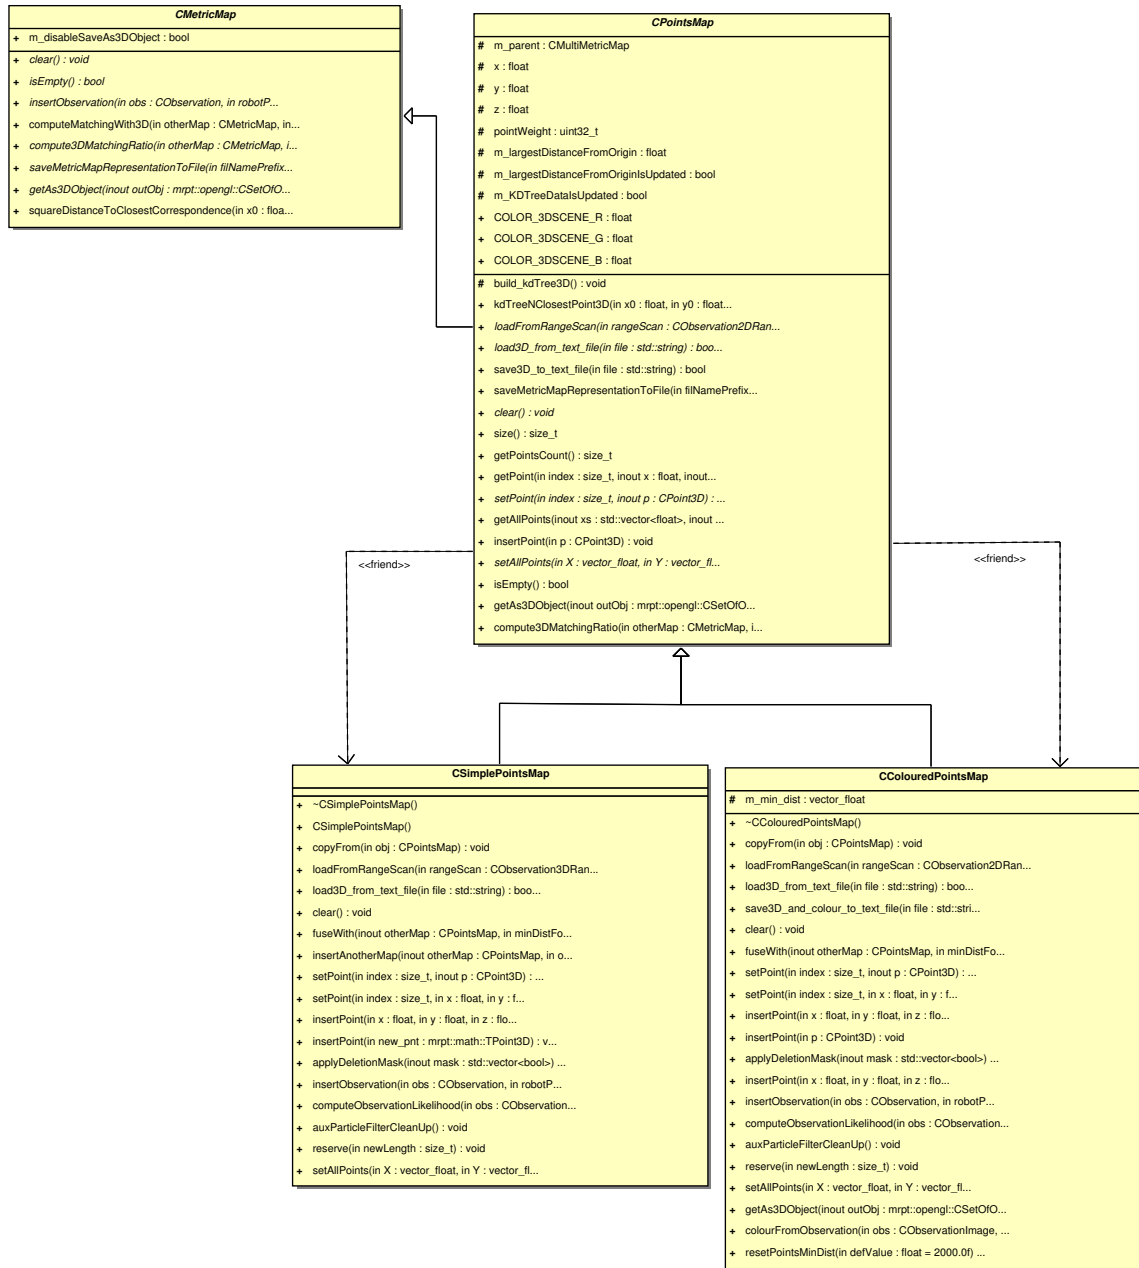 CMetricMap
+ m_disableSaveAs3DObject : bool
+ clear() : void
+ isEmpty() : bool
+ insertObservation(in obs : CObservation, in robotP...
+ computeMatchingWith3D(in otherMap : CMetricMap, in...
+ compute3DMatchingRatio(in otherMap : CMetricMap, i...
+ saveMetricMapRepresentationToFile(in filNamePrefix...
+ getAs3DObject(inout outObj : mrpt::opengl::CSetOfO...
+ squareDistanceToClosestCorrespondence(in x0 : floa...
CPointsMap
# m_parent : CMultiMetricMap
# x : float
# y : float
# z : float
# pointWeight : uint32_t
# m_largestDistanceFromOrigin : float
# m_largestDistanceFromOriginIsUpdated : bool
# m_KDTreeDataIsUpdated : bool
+ COLOR_3DSCENE_R : float
+ COLOR_3DSCENE_G : float
+ COLOR_3DSCENE_B : float
# build_kdTree3D() : void
+ kdTreeNClosestPoint3D(in x0 : float, in y0 : float...
+ loadFromRangeScan(in rangeScan : CObservation2DRan...
+ load3D_from_text_file(in file : std::string) : boo...
+ save3D_to_text_file(in file : std::string) : bool
+ saveMetricMapRepresentationToFile(in filNamePrefix...
+ clear() : void
+ size() : size_t
+ getPointsCount() : size_t
+ getPoint(in index : size_t, inout x : float, inout...
+ setPoint(in index : size_t, inout p : CPoint3D) : ...
+ getAllPoints(inout xs : std::vector<float>, inout ...
+ insertPoint(in p : CPoint3D) : void
+ setAllPoints(in X : vector_float, in Y : vector_fl...
+ isEmpty() : bool
+ getAs3DObject(inout outObj : mrpt::opengl::CSetOfO...
+ compute3DMatchingRatio(in otherMap : CMetricMap, i...
<<friend>>
<<friend>>
CSimplePointsMap
+ ~CSimplePointsMap()
+ CSimplePointsMap()
+ copyFrom(in obj : CPointsMap) : void
+ loadFromRangeScan(in rangeScan : CObservation3DRan...
+ load3D_from_text_file(in file : std::string) : boo...
+ clear() : void
+ fuseWith(inout otherMap : CPointsMap, in minDistFo...
+ insertAnotherMap(inout otherMap : CPointsMap, in o...
+ setPoint(in index : size_t, inout p : CPoint3D) : ...
+ setPoint(in index : size_t, in x : float, in y : f...
+ insertPoint(in x : float, in y : float, in z : flo...
+ insertPoint(in new_pnt : mrpt::math::TPoint3D) : v...
+ applyDeletionMask(inout mask : std::vector<bool>) ...
+ insertObservation(in obs : CObservation, in robotP...
+ computeObservationLikelihood(in obs : CObservation...
+ auxParticleFilterCleanUp() : void
+ reserve(in newLength : size_t) : void
+ setAllPoints(in X : vector_float, in Y : vector_fl...
CColouredPointsMap
# m_min_dist : vector_float
+ ~CColouredPointsMap()
+ copyFrom(in obj : CPointsMap) : void
+ loadFromRangeScan(in rangeScan : CObservation2DRan...
+ load3D_from_text_file(in file : std::string) : boo...
+ save3D_and_colour_to_text_file(in file : std::stri...
+ clear() : void
+ fuseWith(inout otherMap : CPointsMap, in minDistFo...
+ setPoint(in index : size_t, inout p : CPoint3D) : ...
+ setPoint(in index : size_t, in x : float, in y : f...
+ insertPoint(in x : float, in y : float, in z : flo...
+ insertPoint(in p : CPoint3D) : void
+ applyDeletionMask(inout mask : std::vector<bool>) ...
+ insertPoint(in x : float, in y : float, in z : flo...
+ insertObservation(in obs : CObservation, in robotP...
+ computeObservationLikelihood(in obs : CObservation...
+ auxParticleFilterCleanUp() : void
+ reserve(in newLength : size_t) : void
+ setAllPoints(in X : vector_float, in Y : vector_fl...
+ getAs3DObject(inout outObj : mrpt::opengl::CSetOfO...
+ colourFromObservation(in obs : CObservationImage, ...
+ resetPointsMinDist(in defValue : float = 2000.0f) ...